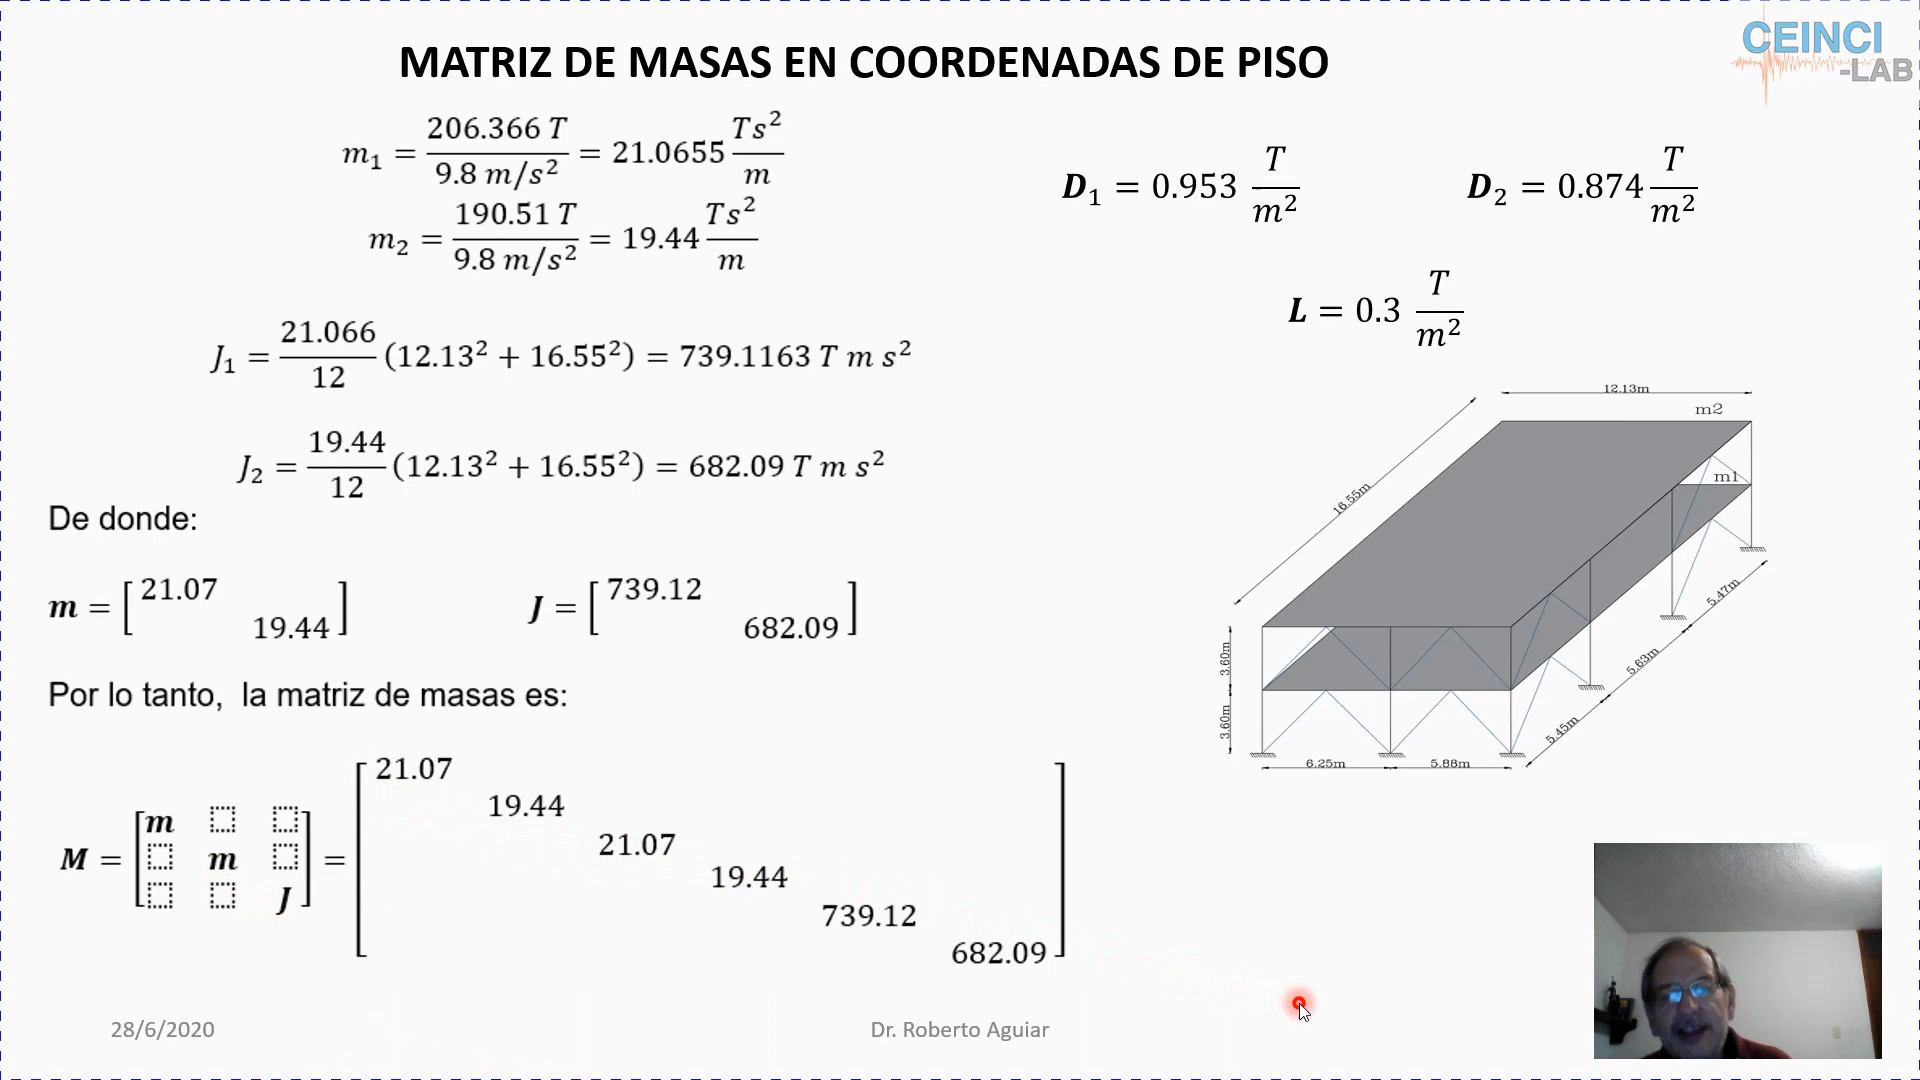 MATRIZ DE MASAS EN COORDENADAS DE PISO
CEINCI
-LAB
m₁ = 206.366 T / 9.8 m/s² = 21.0655 Ts²/m
m₂ = 190.51 T / 9.8 m/s² = 19.44 Ts²/m
D₁ = 0.953 T/m²
D₂ = 0.874 T/m²
L = 0.3 T/m²
J₁ = 21.066/12 (12.13² + 16.55²) = 739.1163 T m s²
J₂ = 19.44/12 (12.13² + 16.55²) = 682.09 T m s²
De donde:
m = [21.07
19.44]
J = [739.12
682.09]
Por lo tanto, la matriz de masas es:
M = [m
m
J] = [21.07
19.44
21.07
19.44
739.12
682.09]
12.13m
m2
m1
16.55m
3.60m
3.60m
6.25m
5.88m
5.45m
5.63m
5.47m
28/6/2020
Dr. Roberto Aguiar